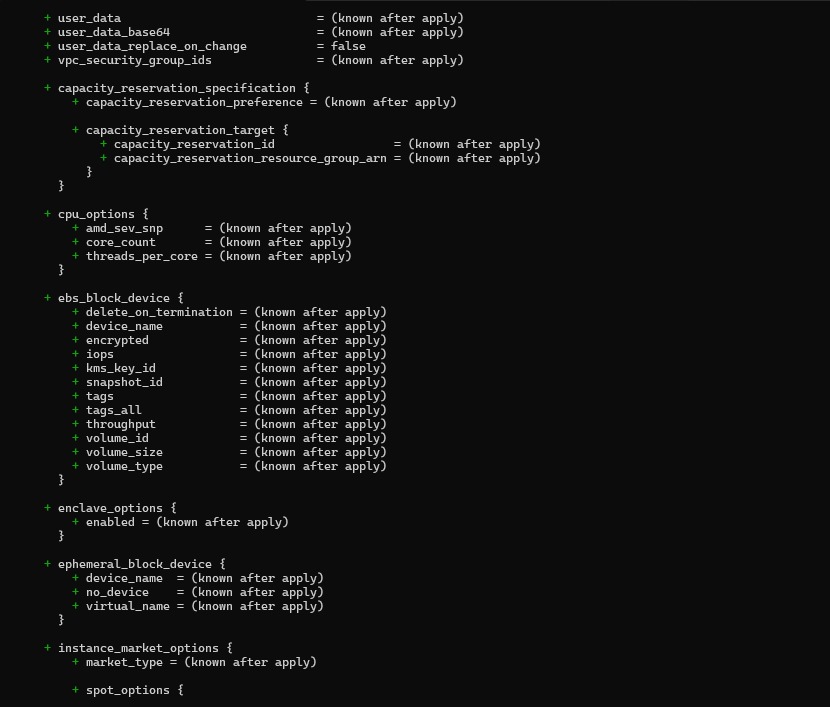 + user_data                            = (known after apply)
+ user_data_base64                     = (known after apply)
+ user_data_replace_on_change          = false
+ vpc_security_group_ids               = (known after apply)

+ capacity_reservation_specification {
    + capacity_reservation_preference = (known after apply)

    + capacity_reservation_target {
        + capacity_reservation_id                 = (known after apply)
        + capacity_reservation_resource_group_arn = (known after apply)
      }
  }

+ cpu_options {
    + amd_sev_snp      = (known after apply)
    + core_count       = (known after apply)
    + threads_per_core = (known after apply)
  }

+ ebs_block_device {
    + delete_on_termination = (known after apply)
    + device_name           = (known after apply)
    + encrypted             = (known after apply)
    + iops                  = (known after apply)
    + kms_key_id            = (known after apply)
    + snapshot_id           = (known after apply)
    + tags                  = (known after apply)
    + tags_all              = (known after apply)
    + throughput            = (known after apply)
    + volume_id             = (known after apply)
    + volume_size           = (known after apply)
    + volume_type           = (known after apply)
  }

+ enclave_options {
    + enabled = (known after apply)
  }

+ ephemeral_block_device {
    + device_name  = (known after apply)
    + no_device    = (known after apply)
    + virtual_name = (known after apply)
  }

+ instance_market_options {
    + market_type = (known after apply)

    + spot_options {